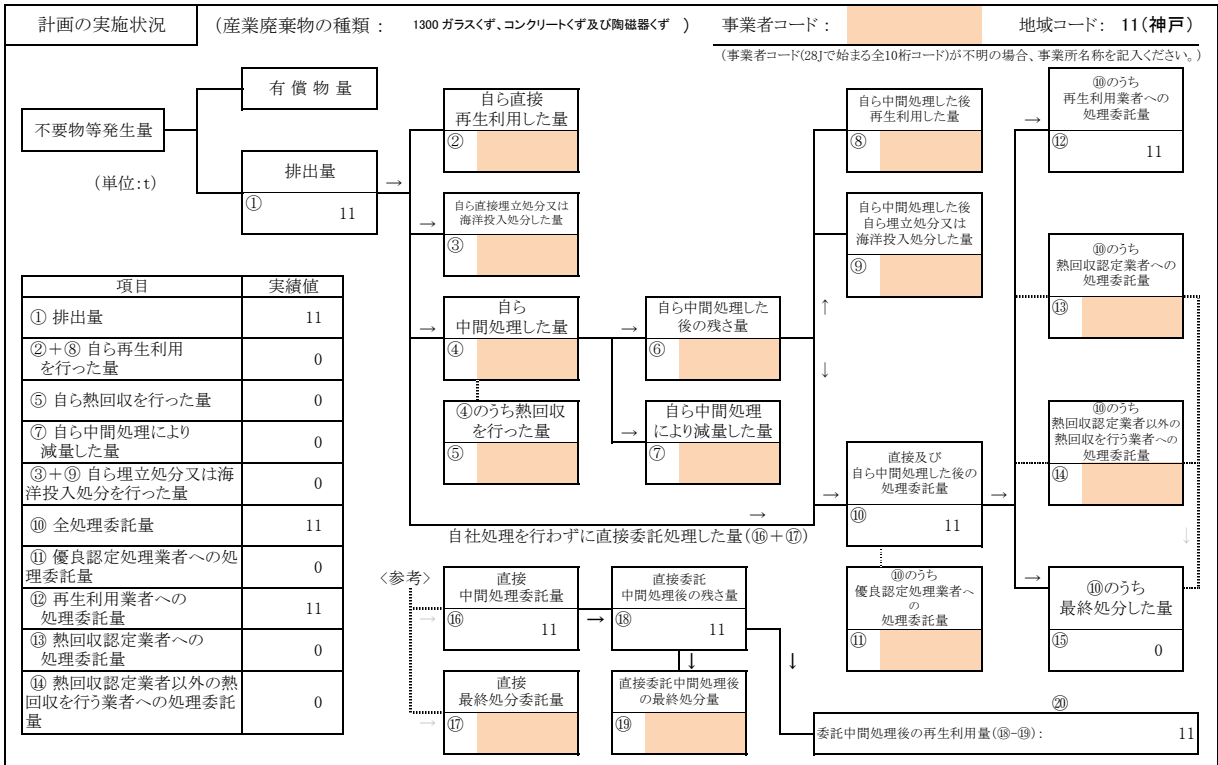 計画の実施状況 (産業廃棄物の種類： 1300 ガラスくず、コンクリートくず及び陶磁器くず ) 事業者コード： 地域コード： 11(神戸)
(事業者コード(28Jで始まる全10桁コード)が不明の場合、事業所名称を記入ください。)
有償物量
不要物等発生量
(単位:t)
排出量
① 11
→
自ら直接
再生利用した量
②
→
自ら直接埋立処分又は
海洋投入処分した量
③
→
自ら
中間処理した量
④
④のうち熱回収
を行った量
⑤
→
自ら中間処理した
後の残さ量
⑥
→
自ら中間処理
により減量した量
⑦
自ら中間処理した後
再生利用した量
⑧
自ら中間処理した後
自ら埋立処分又は
海洋投入処分した量
⑨
↑
↓
→
直接及び
自ら中間処理した後の
処理委託量
⑩ 11
→
⑩のうち
優良認定処理業者へ
の
処理委託量
⑪
→
⑩のうち
再生利用業者への
処理委託量
⑫ 11
⑩のうち
熱回収認定業者への
処理委託量
⑬
⑩のうち
熱回収認定業者以外の
熱回収を行う業者への
処理委託量
⑭
↓
→
⑩のうち
最終処分した量
⑮ 0
→
自社処理を行わずに直接委託処理した量(⑯＋⑰)
項目 実績値
① 排出量 11
②＋⑧ 自ら再生利用
を行った量 0
⑤ 自ら熱回収を行った量 0
⑦ 自ら中間処理により
減量した量 0
③＋⑨ 自ら埋立処分又は海
洋投入処分を行った量 0
⑩ 全処理委託量 11
⑪ 優良認定処理業者への処
理委託量 0
⑫ 再生利用業者への
処理委託量 11
⑬ 熱回収認定業者への
処理委託量 0
⑭ 熱回収認定業者以外の熱
回収を行う業者への処理委託
量 0
〈参考〉
→
直接
中間処理委託量
⑯ 11
→
直接委託
中間処理後の残さ量
⑱ 11
↓
↓
→
直接
最終処分委託量
⑰
直接委託中間処理後
の最終処分量
⑲
⑳
委託中間処理後の再生利用量(⑱-⑲)： 11